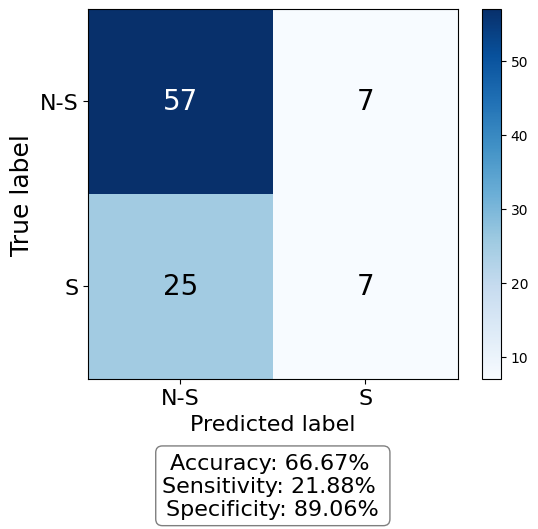 True label
N-S
57
7
S
25
7
N-S
S
Predicted label
50
40
30
20
10
Accuracy: 66.67%
Sensitivity: 21.88%
Specificity: 89.06%